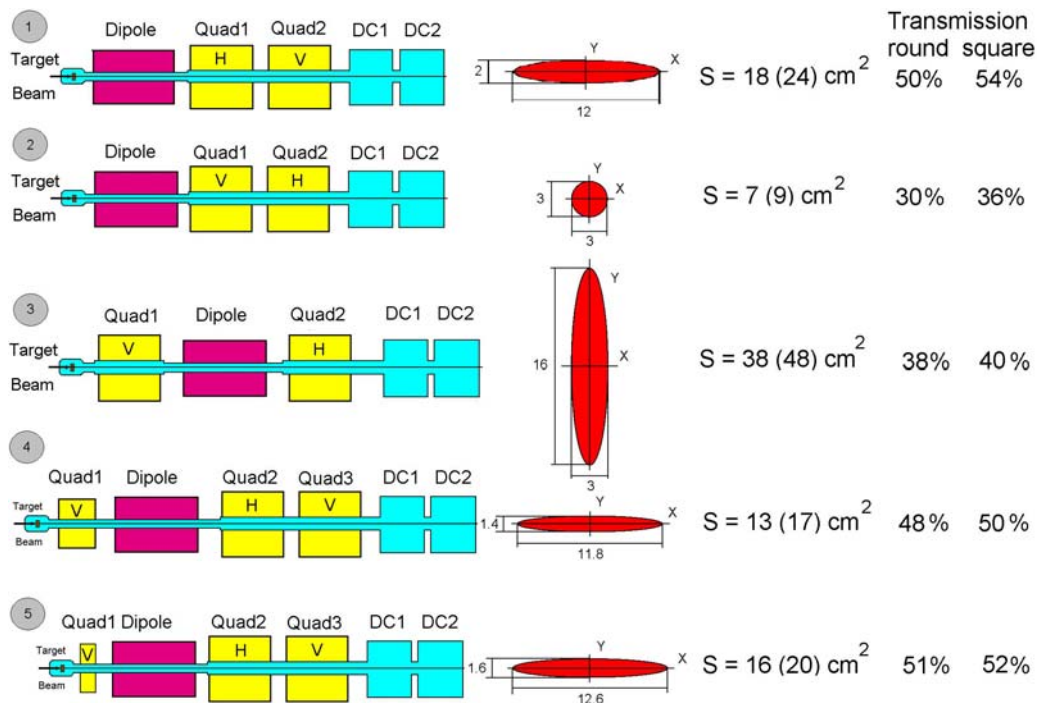 Transmission
round square
1
Dipole Quad1 Quad2 DC1 DC2
Target
Beam
H V
Y
X
2
12
S = 18 (24) cm2
50% 54%
2
Dipole Quad1 Quad2 DC1 DC2
Target
Beam
V H
Y
X
3
3
S = 7 (9) cm2
30% 36%
3
Quad1 Dipole Quad2 DC1 DC2
Target
Beam
V H
Y
X
16
3
S = 38 (48) cm2
38% 40%
4
Quad1 Dipole Quad2 Quad3 DC1 DC2
Target
Beam
V H V
Y
X
1.4
11.8
S = 13 (17) cm2
48% 50%
5
Quad1 Dipole Quad2 Quad3 DC1 DC2
Target
Beam
V H V
Y
X
1.6
12.6
S = 16 (20) cm2
51% 52%